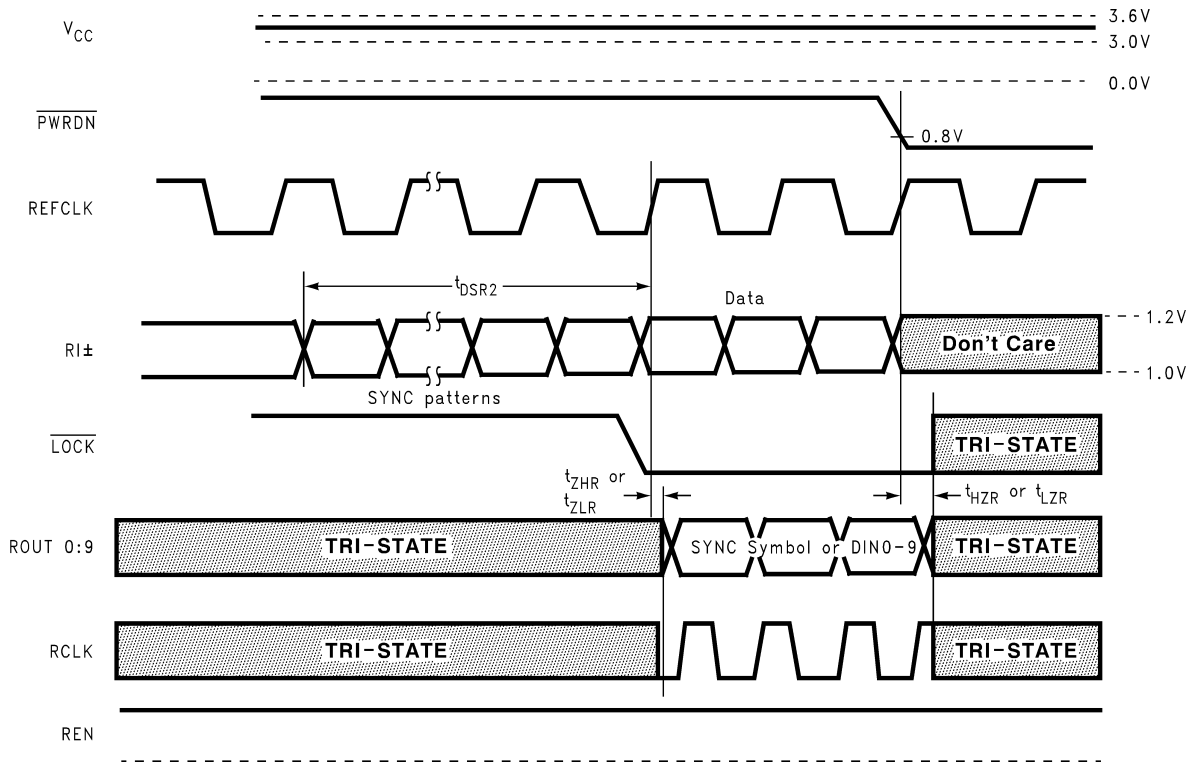 3.6V
VCC
3.0V
0.0V
PWRDN
0.8V
REFCLK
tDSR2
Data
1.2V
RI±
Don't Care
1.0V
SYNC patterns
LOCK
TRI-STATE
tZHR or
tZLR
tHZR or tLZR
ROUT 0:9
TRI-STATE
SYNC Symbol or DIN0-9
TRI-STATE
RCLK
TRI-STATE
TRI-STATE
REN